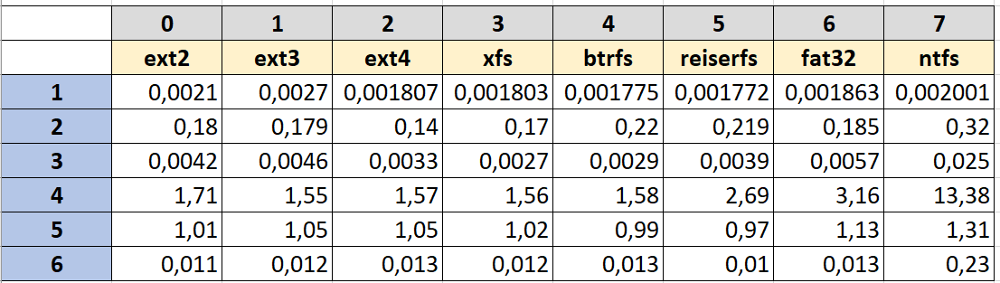 0 1 2 3 4 5 6 7
ext2 ext3 ext4 xfs btrfs reiserfs fat32 ntfs
1 0,0021 0,0027 0,001807 0,001803 0,001775 0,001772 0,001863 0,002001
2 0,18 0,179 0,14 0,17 0,22 0,219 0,185 0,32
3 0,0042 0,0046 0,0033 0,0027 0,0029 0,0039 0,0057 0,025
4 1,71 1,55 1,57 1,56 1,58 2,69 3,16 13,38
5 1,01 1,05 1,05 1,02 0,99 0,97 1,13 1,31
6 0,011 0,012 0,013 0,012 0,013 0,01 0,013 0,23